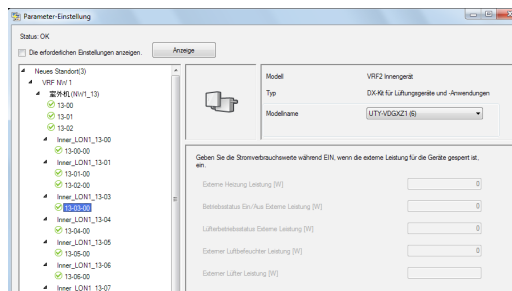 Parameter-Einstellung
Status: OK
Die erforderlichen Einstellungen anzeigen.
Anzeige
Neues Standort(3)
VRF NW 1
室外机(NW1_13)
13-00
13-01
13-02
Inner_LON1_13-00
13-00-00
Inner_LON1_13-01
13-01-00
13-02-00
Inner_LON1_13-03
13-03-00
Inner_LON1_13-04
13-04-00
Inner_LON1_13-05
13-05-00
Inner_LON1_13-06
13-06-00
Inner_LON1_13-07
Modell
VRF2 Innengerät
Typ
DX-Kit für Lüftungsgeräte und -Anwendungen
Modellname
UTY-VDGXZ1 (6)
Geben Sie die Stromverbrauchswerte während EIN, wenn die externe Leistung für die Geräte gesperrt ist,
ein.
Externe Heizung Leistung [W]
0
Betriebsstatus Ein/Aus Externe Leistung [W]
0
Lüfterbetriebsstatus Externe Leistung [W]
0
Externer Luftbefeuchter Leistung [W]
0
Externer Lüfter Leistung [W]